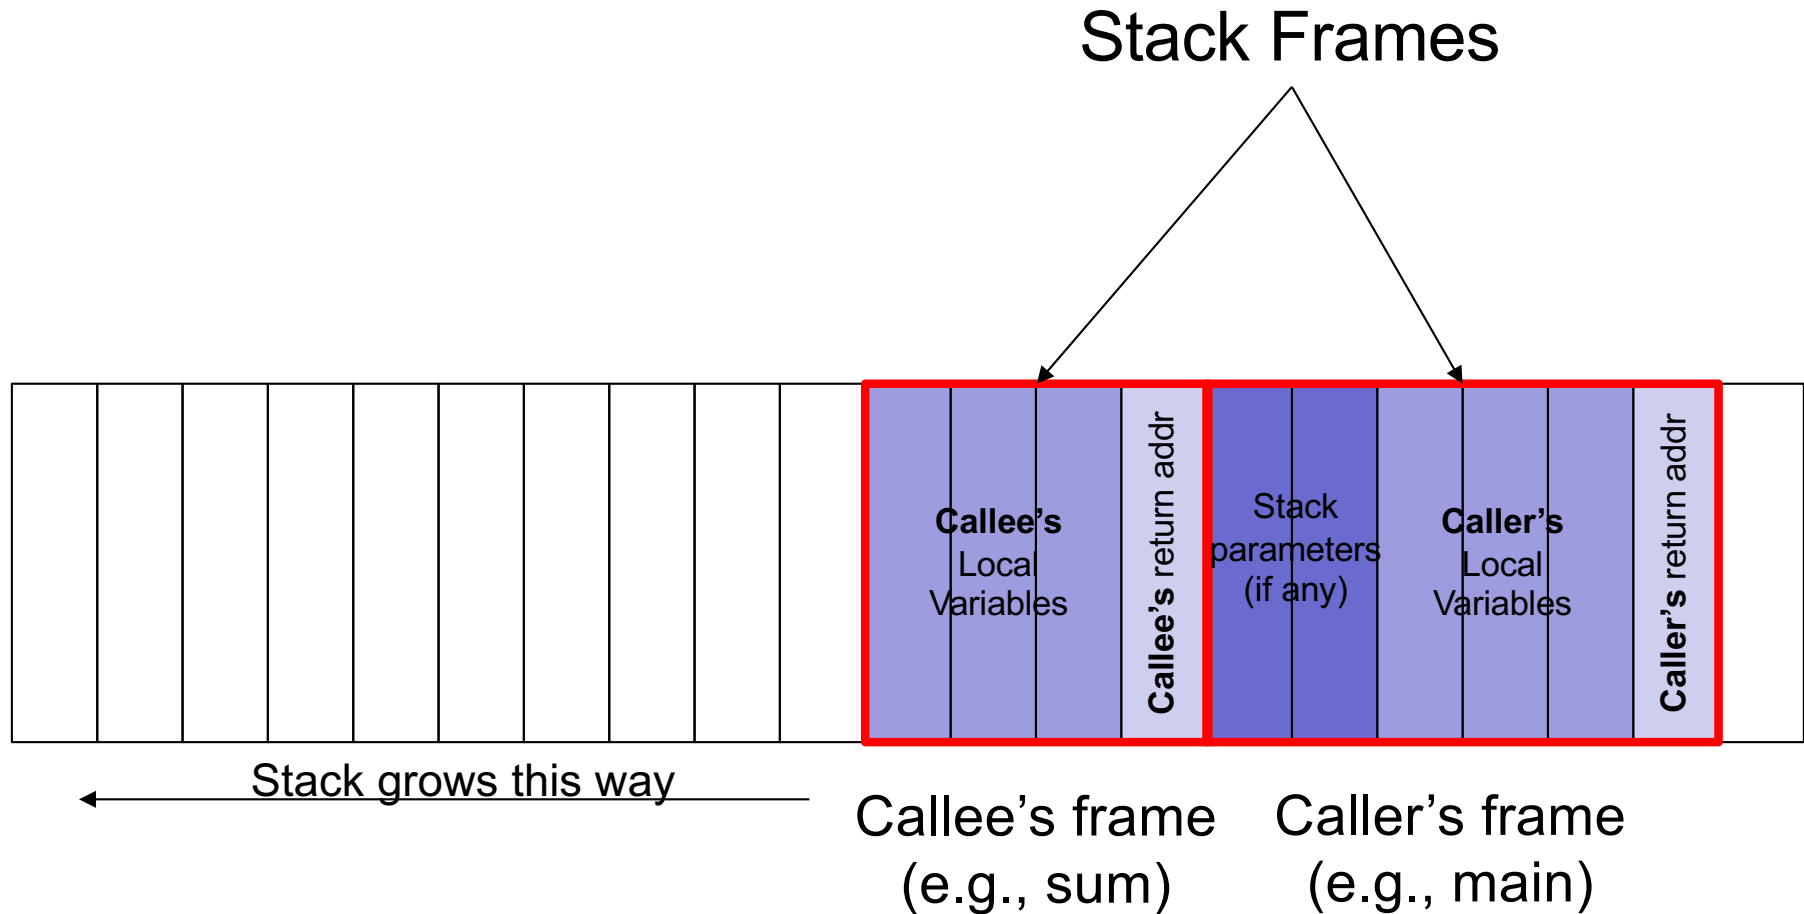 Stack Frames
Callee’s
Local
Variables
Callee’s return addr
Stack
parameters
(if any)
Caller’s
Local
Variables
Caller’s return addr
Stack grows this way
Callee’s frame
(e.g., sum)
Caller’s frame
(e.g., main)